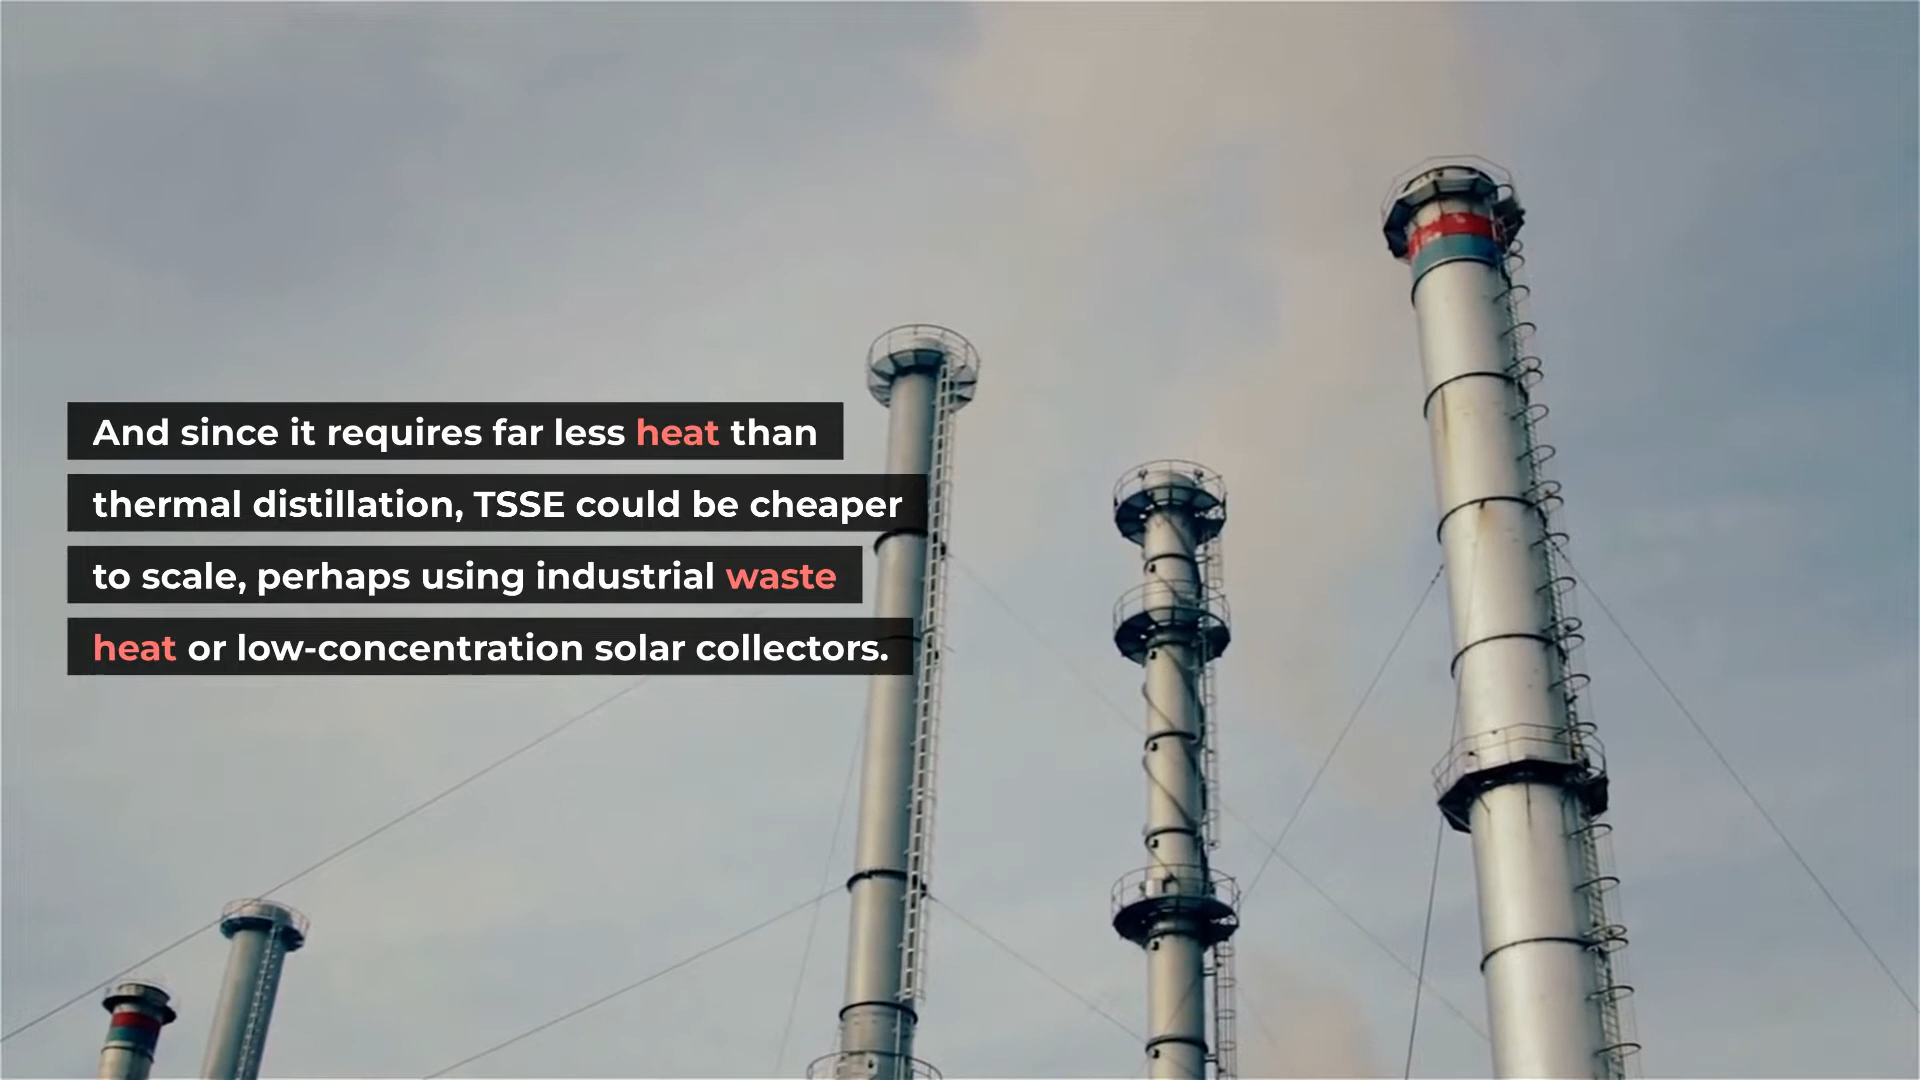 And since it requires far less heat than
thermal distillation, TSSE could be cheaper
to scale, perhaps using industrial waste
heat or low-concentration solar collectors.